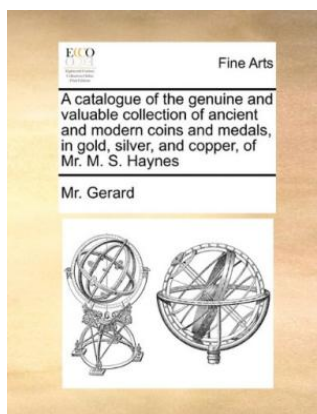 ECCO
Fine Arts
A catalogue of the genuine and
valuable collection of ancient
and modern coins and medals,
in gold, silver, and copper, of
Mr. M. S. Haynes
Mr. Gerard